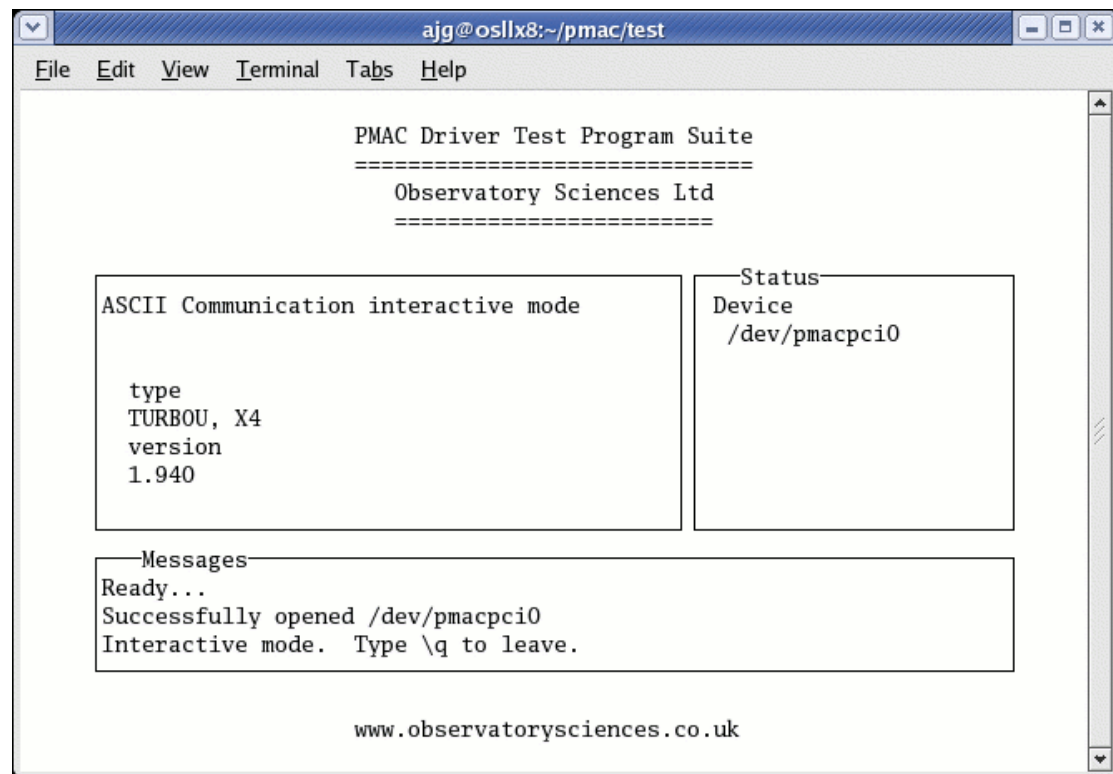 ajg@osllx8:~/pmac/test
File Edit View Terminal Tabs Help
PMAC Driver Test Program Suite
==============================
Observatory Sciences Ltd
========================
ASCII Communication interactive mode
type
TURBOU, X4
version
1.940
Status
Device
/dev/pmacpci0
Messages
Ready...
Successfully opened /dev/pmacpci0
Interactive mode.  Type \q to leave.
www.observatorysciences.co.uk